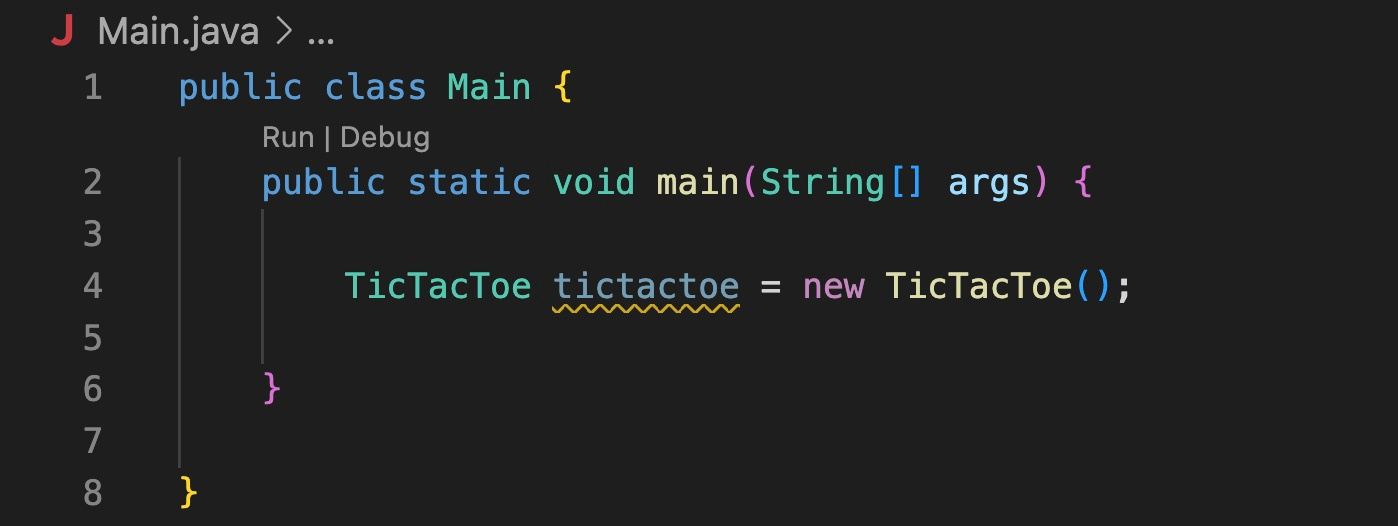 J Main.java > ...
1 public class Main {
Run | Debug
2 public static void main(String[] args) {
3
4 TicTacToe tictactoe = new TicTacToe();
5
6 }
7
8 }